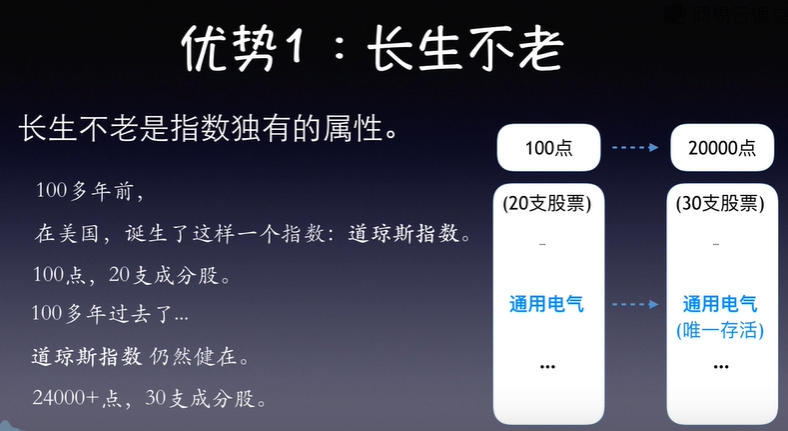 优势1：长生不老
长生不老是指数独有的属性。
100多年前，
在美国，诞生了这样一个指数：道琼斯指数。
100点，20支成分股。
100多年过去了...
道琼斯指数 仍然健在。
24000+点，30支成分股。
100点
20000点
(20支股票)
(30支股票)
...
...
通用电气
通用电气
(唯一存活)
...
...